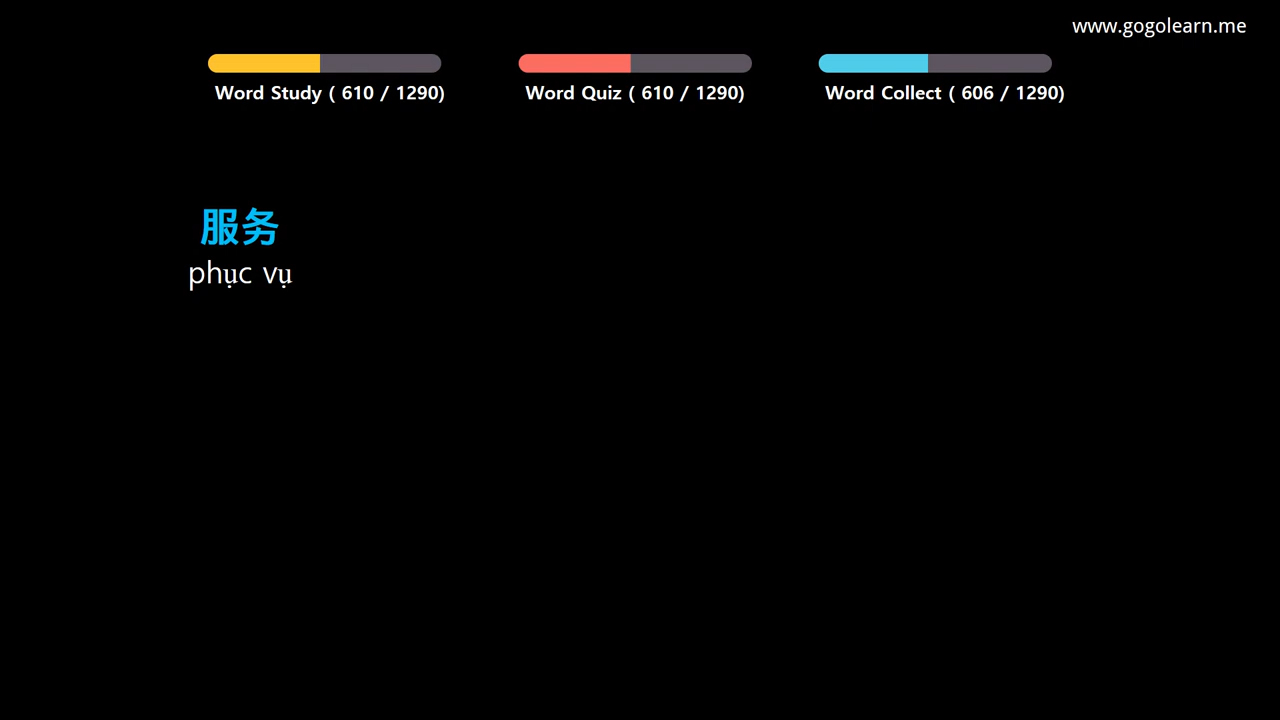 www.gogolearn.me
Word Study ( 610 / 1290)
Word Quiz ( 610 / 1290)
Word Collect ( 606 / 1290)
服务
phục vụ